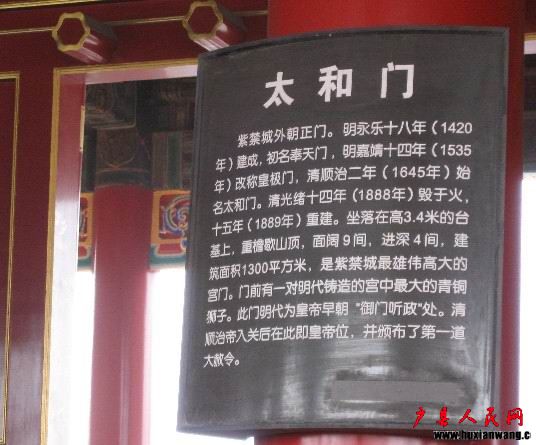 太和门
紫禁城外朝正门。明永乐十八年（1420
年）建成，初名奉天门，明嘉靖十四年（1535
年）改称皇极门，清顺治二年（1645年）始
名太和门。清光绪十四年（1888年）毁于火，
十五年（1889年）重建。坐落在高3.4米的台
基上，重檐歇山顶，面阔9间，进深4间，建
筑面积1300平方米，是紫禁城最雄伟高大的
宫门。门前有一对明代铸造的宫中最大的青铜
狮子。此门明代为皇帝早朝“御门听政”处。清
顺治帝入关后在此即皇帝位，并颁布了第一道
大赦令。
户县人民网
www.huxianwang.c